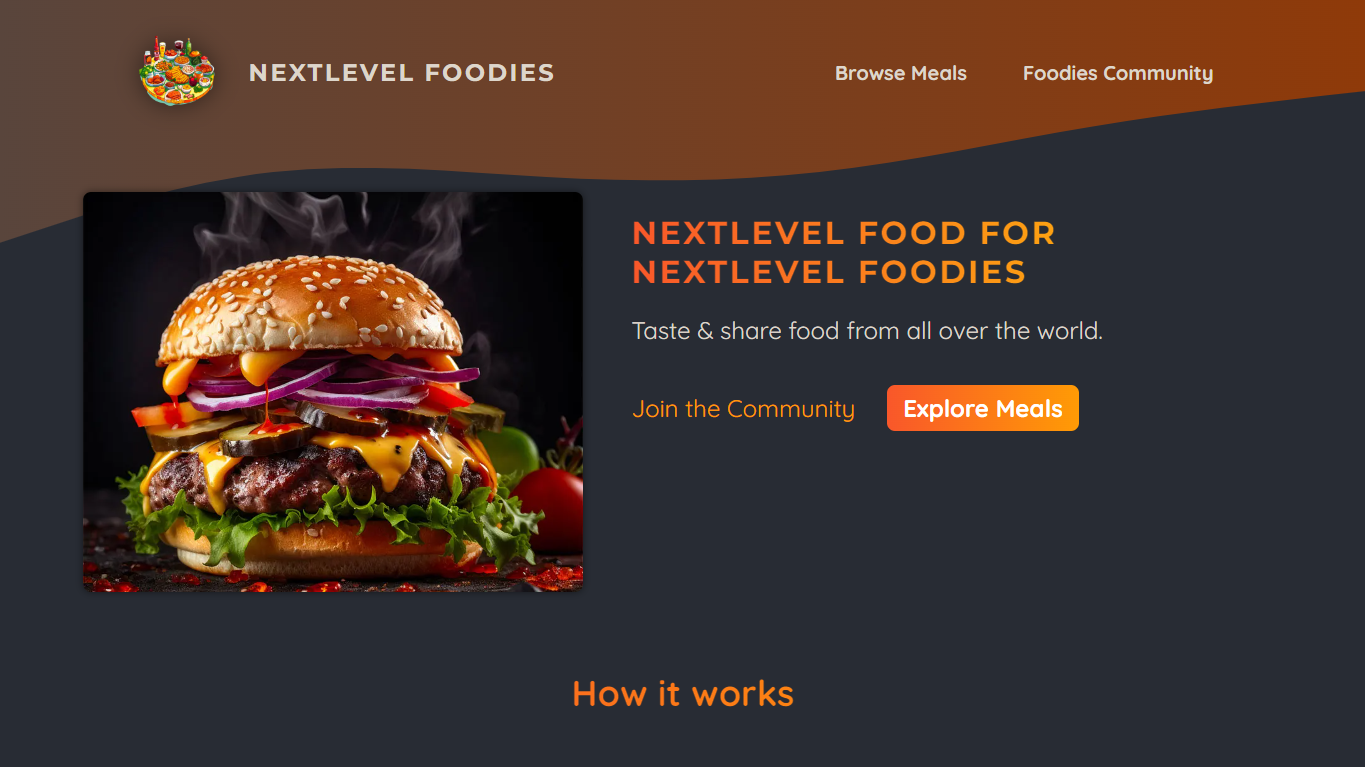 NEXTLEVEL FOODIES
Browse Meals
Foodies Community
NEXTLEVEL FOOD FOR
NEXTLEVEL FOODIES
Taste & share food from all over the world.
Join the Community
Explore Meals
How it works